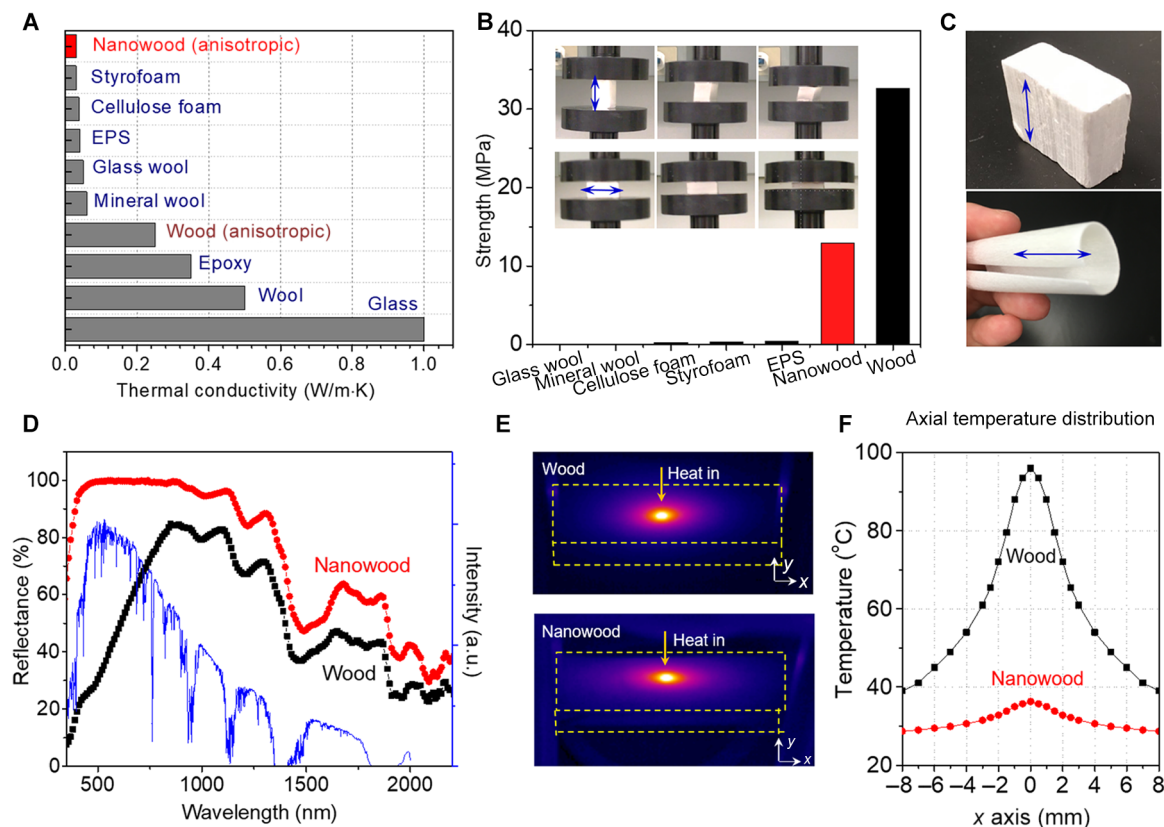 A
Nanowood (anisotropic)
Styrofoam
Cellulose foam
EPS
Glass wool
Mineral wool
Wood (anisotropic)
Epoxy
Wool
Glass
0.0 0.2 0.4 0.6 0.8 1.0
Thermal conductivity (W/m·K)
B
40
30
20
10
0
Strength (MPa)
Glass wool
Mineral wool
Cellulose foam
Styrofoam
EPS
Nanowood
Wood
C
D
100
80
60
40
20
0
Reflectance (%)
Nanowood
Wood
Intensity (a.u.)
500 1000 1500 2000
Wavelength (nm)
E
Wood
Heat in
y
x
Nanowood
Heat in
y
x
F
Axial temperature distribution
100
80
60
40
20
Temperature (°C)
Wood
Nanowood
–8 –6 –4 –2 0 2 4 6 8
x axis (mm)